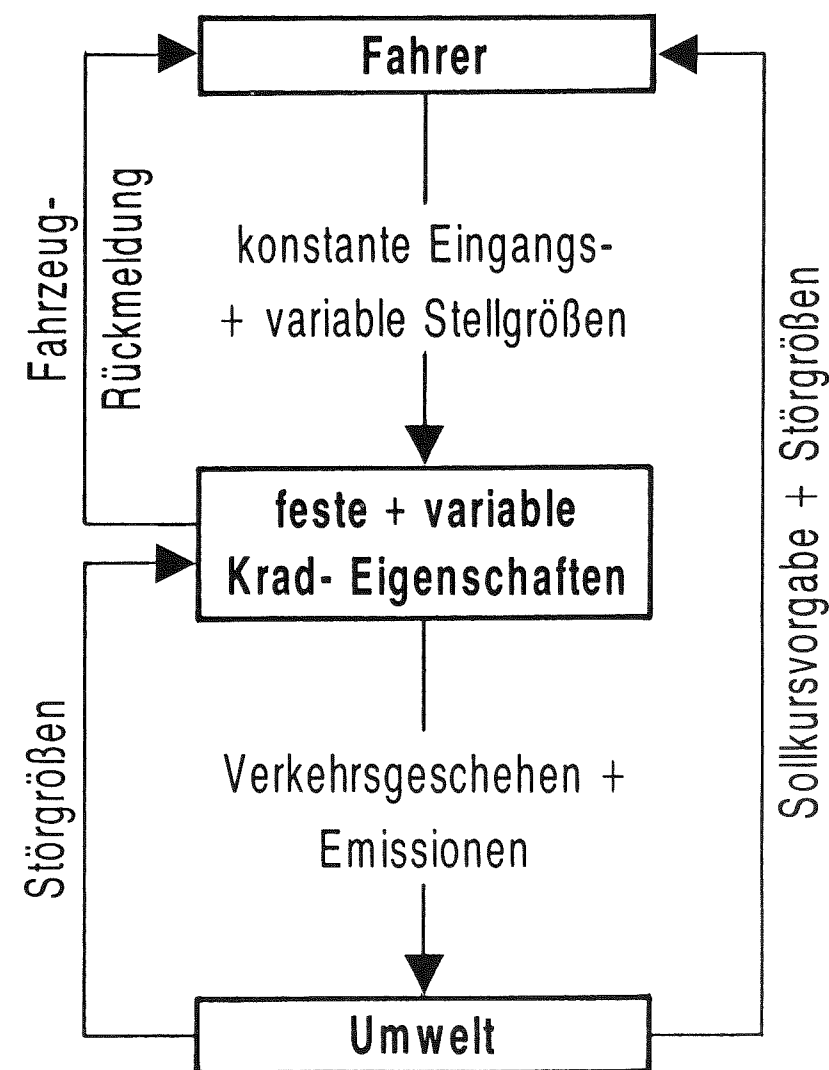 Fahrer
Fahrzeug-
Rückmeldung
konstante Eingangs-
+ variable Stellgrößen
Sollkursvorgabe + Störgrößen
feste + variable
Krad- Eigenschaften
Störgrößen
Verkehrsgeschehen +
Emissionen
Umwelt